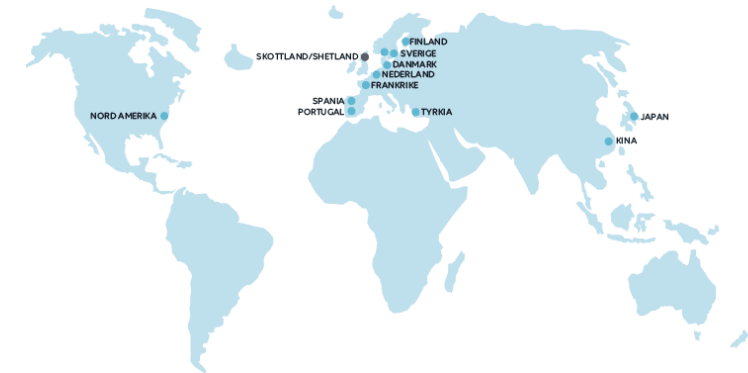 FINLAND
SKOTTLAND/SHETLAND
SVERIGE
DANMARK
NEDERLAND
FRANKRIKE
SPANIA
PORTUGAL
TYRKIA
NORD AMERIKA
JAPAN
KINA